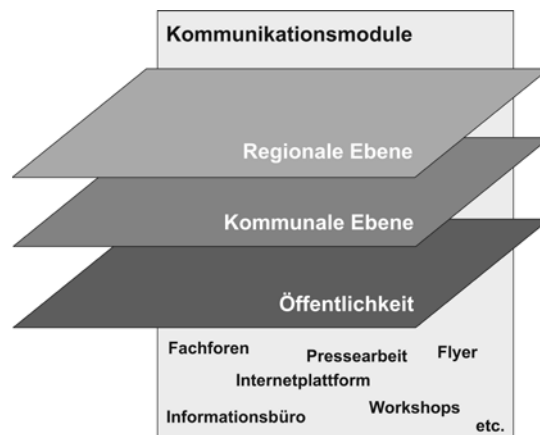 Kommunikationsmodule
Regionale Ebene
Kommunale Ebene
Öffentlichkeit
Fachforen
Pressearbeit
Flyer
Internetplattform
Informationsbüro
Workshops
etc.